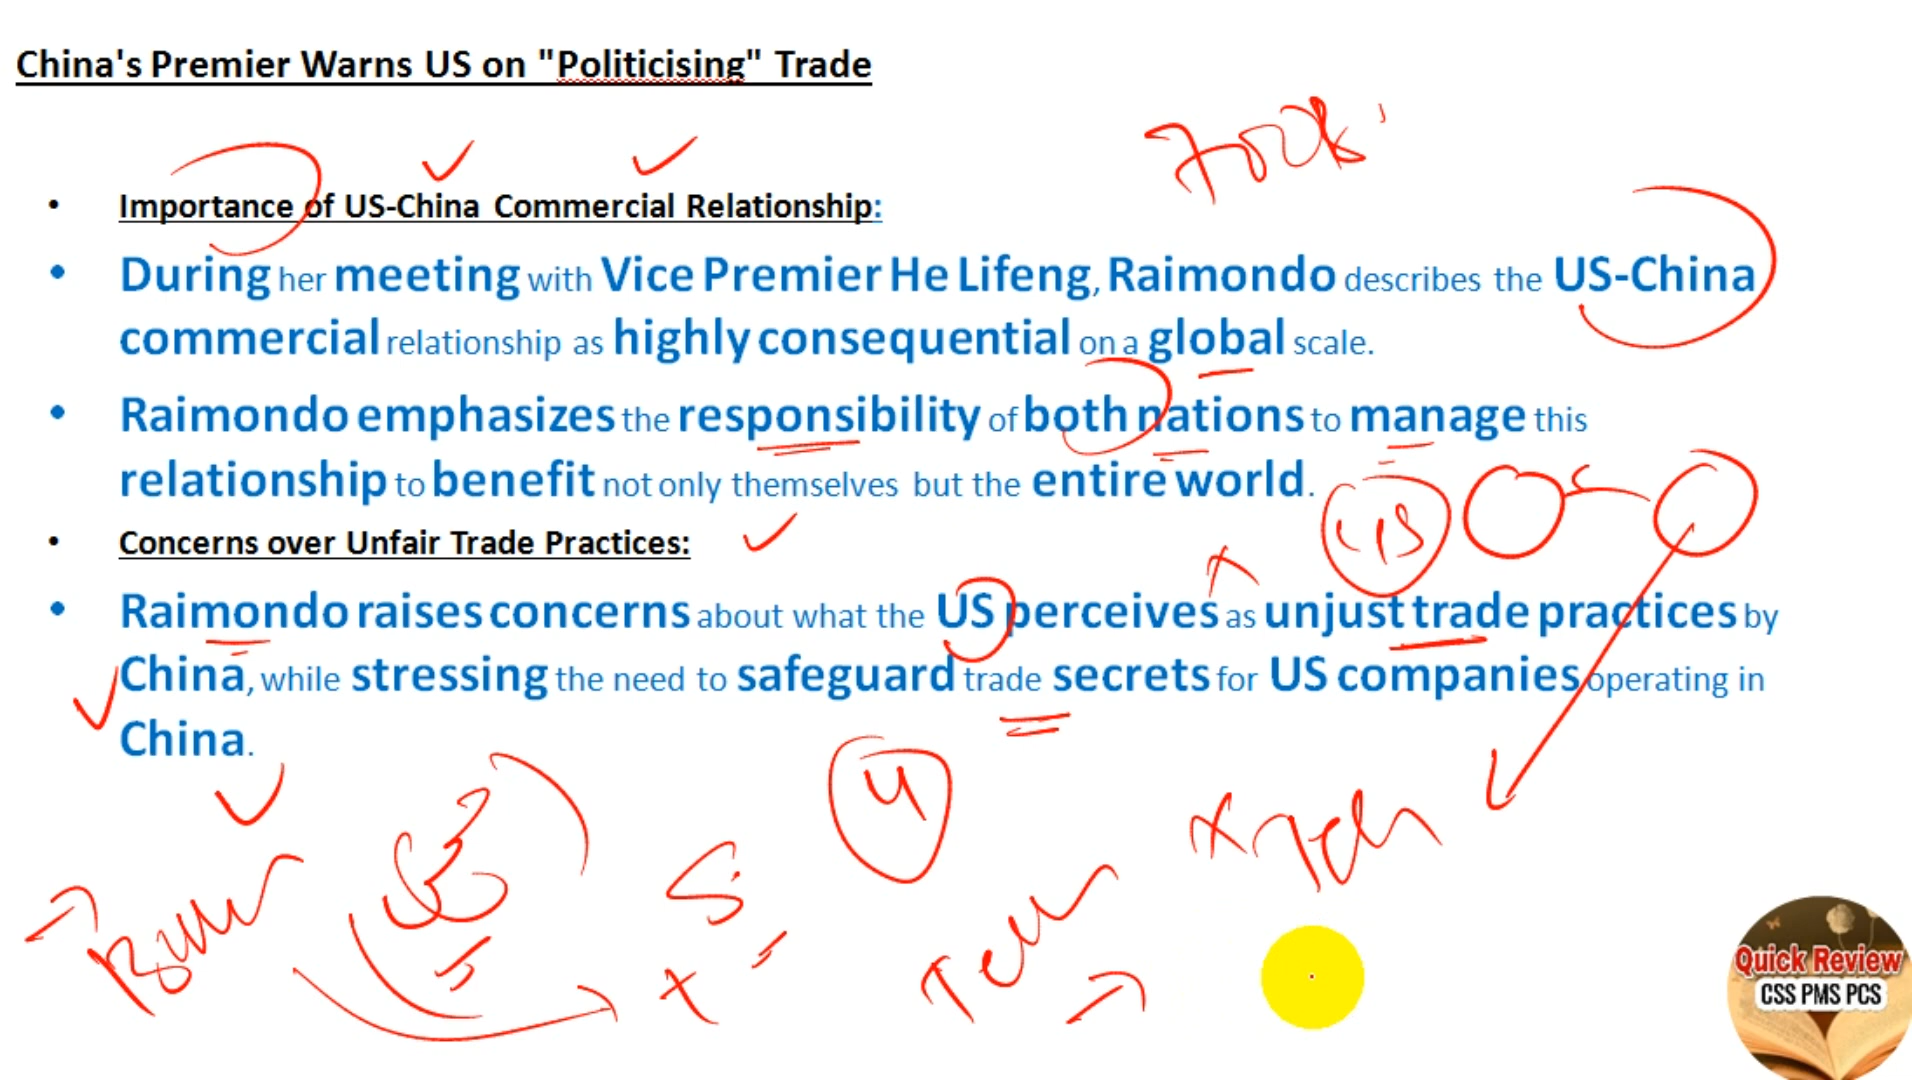 China's Premier Warns US on "Politicising" Trade
700B
• Importance of US-China Commercial Relationship:
• During her meeting with Vice Premier He Lifeng, Raimondo describes the US-China
commercial relationship as highly consequential on a global scale.
• Raimondo emphasizes the responsibility of both nations to manage this
relationship to benefit not only themselves but the entire world.
• Concerns over Unfair Trade Practices:
US
• Raimondo raises concerns about what the US perceives as unjust trade practices by
China, while stressing the need to safeguard trade secrets for US companies operating in
China.
4
Quick Review
CSS PMS PCS